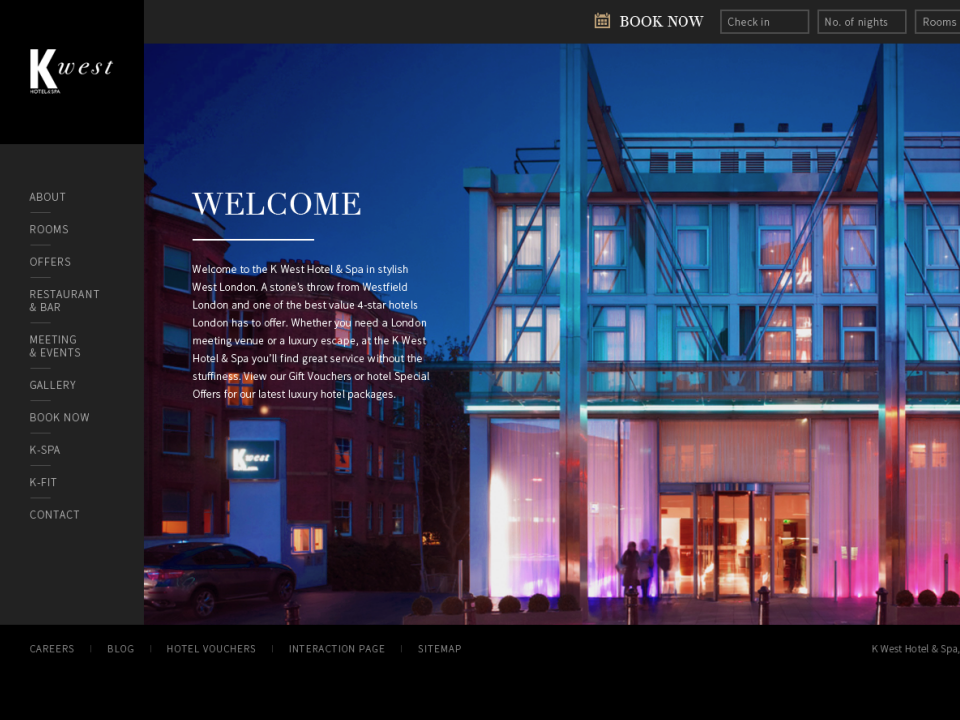 BOOK NOW
Check in
No. of nights
Rooms
K west
HOTEL & SPA
ABOUT
ROOMS
OFFERS
RESTAURANT
& BAR
MEETING
& EVENTS
GALLERY
BOOK NOW
K-SPA
K-FIT
CONTACT
WELCOME
Welcome to the K West Hotel & Spa in stylish
West London. A stone's throw from Westfield
London and one of the best value 4-star hotels
London has to offer. Whether you need a London
meeting venue or a luxury escape, at the K West
Hotel & Spa you'll find great service without the
stuffiness. View our Gift Vouchers or hotel Special
Offers for our latest luxury hotel packages.
K west
CAREERS | BLOG | HOTEL VOUCHERS | INTERACTION PAGE | SITEMAP
K West Hotel & Spa,